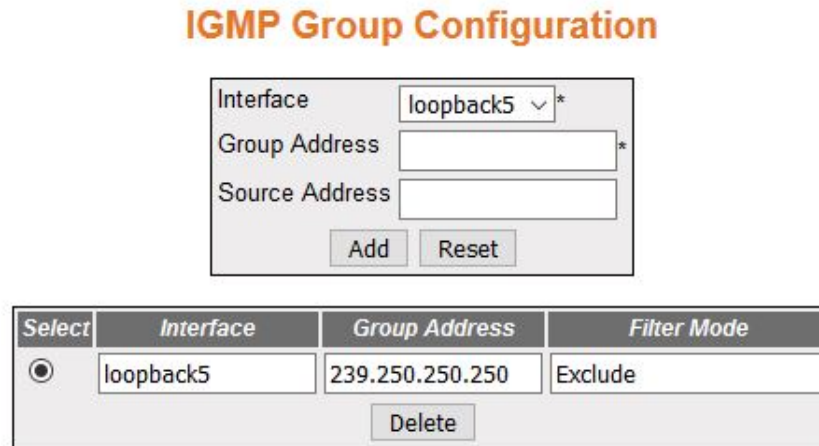 IGMP Group Configuration
Interface loopback5 *
Group Address *
Source Address
Add Reset
Select Interface Group Address Filter Mode
loopback5 239.250.250.250 Exclude
Delete